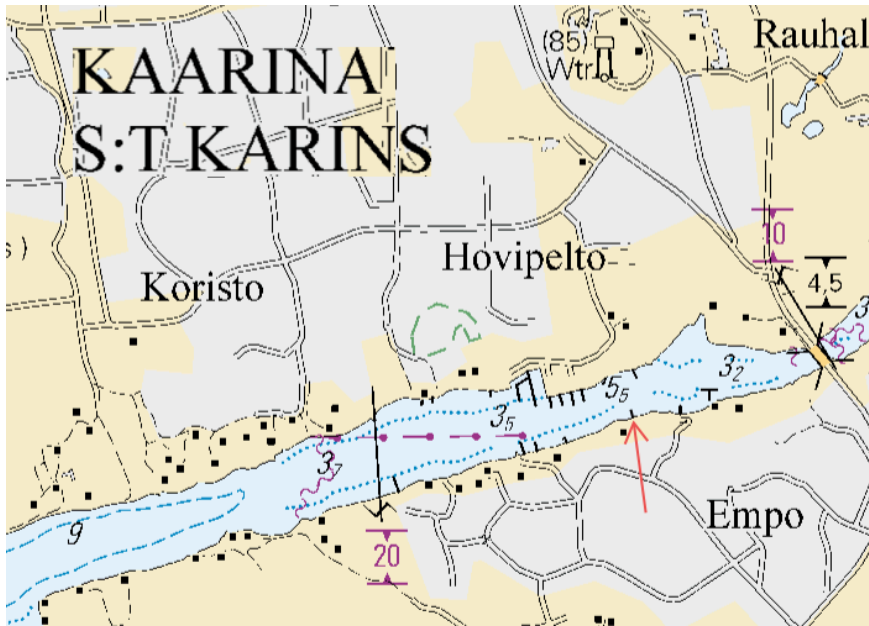 KAARINA
S:T KARINS
(85)
Wtr
Rauhal
10
4,5
s)
Koristo
Hovipelto
3
3₂
5₅
3₅
3₇
9
20
Empo